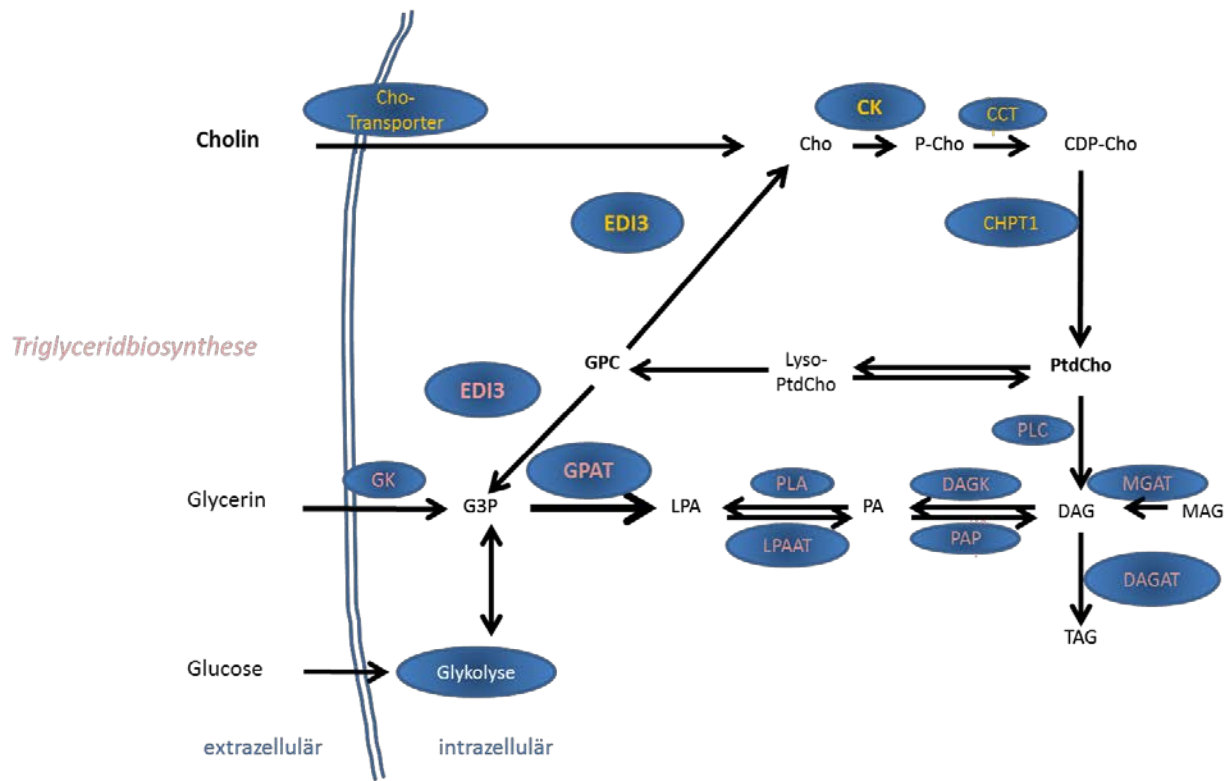 Cho-
Transporter
CK
CCT
Cholin
Cho
P-Cho
CDP-Cho
EDI3
CHPT1
Triglyceridbiosynthese
GPC
Lyso-
PtdCho
PtdCho
EDI3
PLC
GK
GPAT
PLA
DAGK
MGAT
Glycerin
G3P
LPA
PA
DAG
MAG
LPAAT
PAP
DAGAT
TAG
Glucose
Glykolyse
extrazellulär
intrazellulär